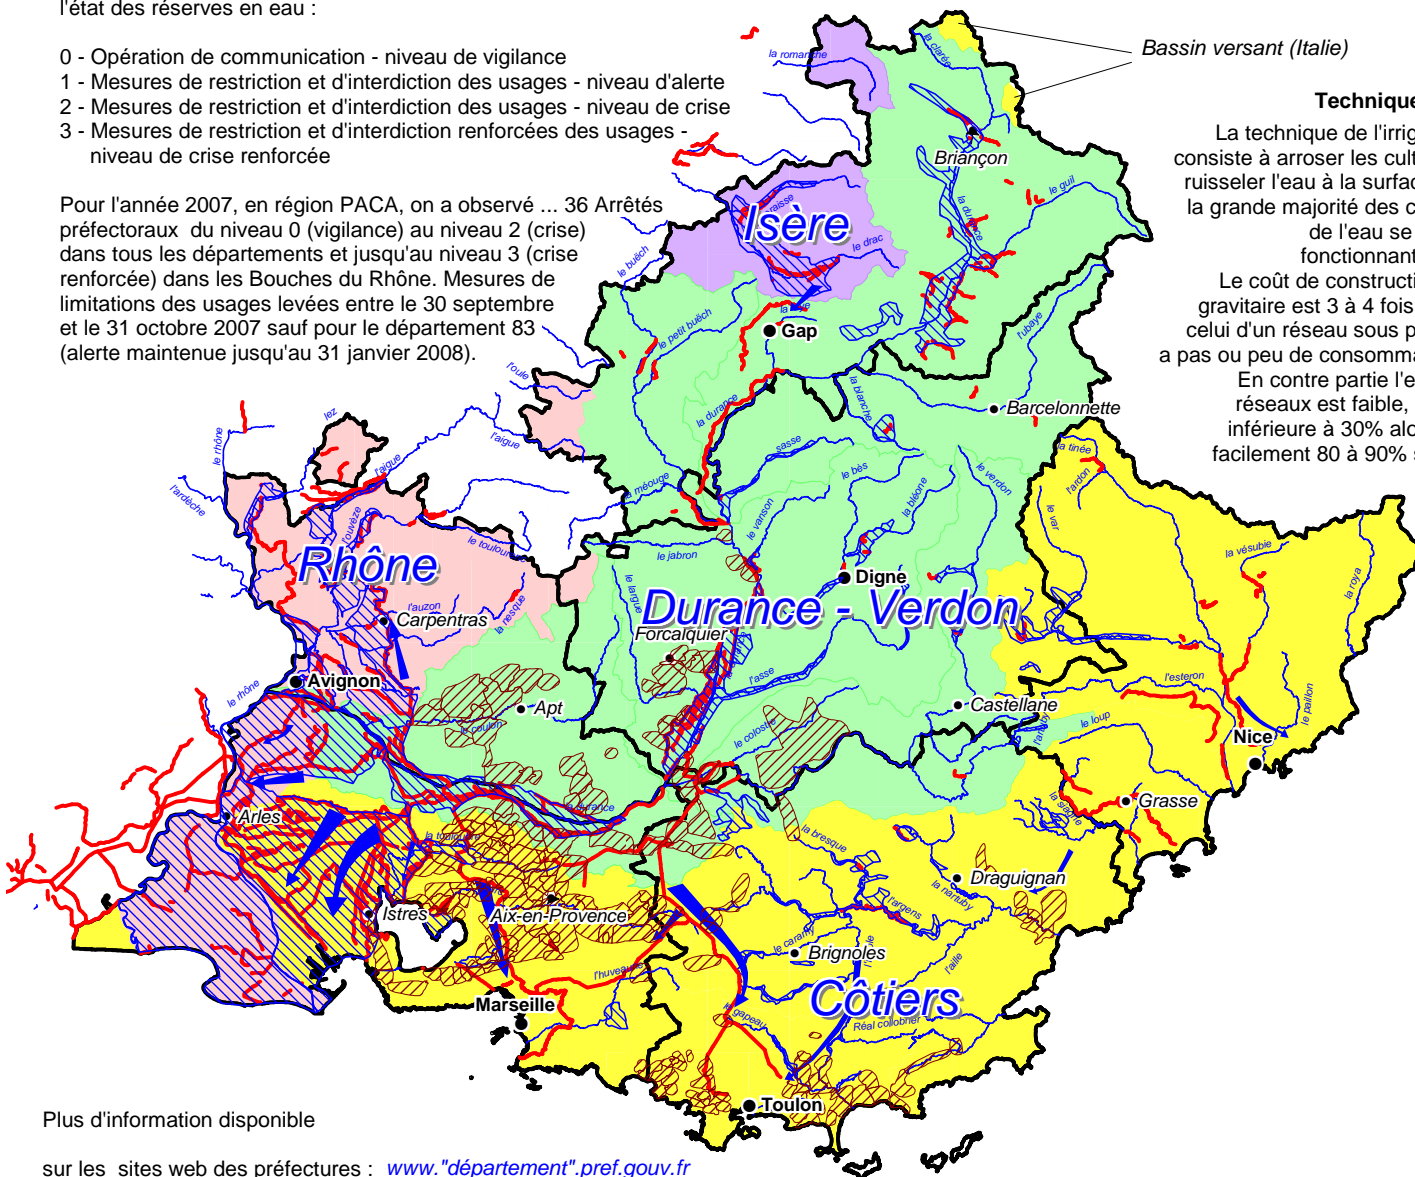 l'état des réserves en eau :
0 - Opération de communication - niveau de vigilance
1 - Mesures de restriction et d'interdiction des usages - niveau d'alerte
2 - Mesures de restriction et d'interdiction des usages - niveau de crise
3 - Mesures de restriction et d'interdiction renforcées des usages -
niveau de crise renforcée
Pour l'année 2007, en région PACA, on a observé ... 36 Arrêtés
préfectoraux du niveau 0 (vigilance) au niveau 2 (crise)
dans tous les départements et jusqu'au niveau 3 (crise
renforcée) dans les Bouches du Rhône. Mesures de
limitations des usages levées entre le 30 septembre
et le 31 octobre 2007 sauf pour le département 83
(alerte maintenue jusqu'au 31 janvier 2008).
Bassin versant (Italie)
Technique
La technique de l'irrig
consiste à arroser les cult
ruisseler l'eau à la surfac
la grande majorité des c
de l'eau se
fonctionnant
Le coût de constructi
gravitaire est 3 à 4 fois
celui d'un réseau sous p
a pas ou peu de consomma
En contre partie l'e
réseaux est faible,
inférieure à 30% alo
facilement 80 à 90% s
la romanche
la clarée
Briançon
le guil
la durance
Isère
le drac
le buëch
le petit buëch
Gap
l'ubaye
la blanche
Barcelonnette
l'oule
la durance
lez
le rhône
l'aigue
l'aigue
l'ardèche
sasse
le bès
la bléone
le verdon
la tinée
l'ardon
le var
la méouge
l'ouvèze
le vanson
Rhône
le jabron
le largue
Digne
la vésubie
la roya
l'auzon
la nesque
Carpentras
Durance - Verdon
Forcalquier
Avignon
le rhône
l'asse
l'esteron
le paillon
Apt
le coulon
Castellane
le colostre
l'artuby
le loup
Nice
Arles
la durance
la siagne
Grasse
la bresque
Draguignan
la nartuby
l'argens
Istres
Aix-en-Provence
le caramy
Brignoles
l'aille
l'huveaune
Côtiers
Marseille
le gapeau
Réal collobrier
Toulon
Plus d'information disponible
sur les sites web des préfectures : www."département".pref.gouv.fr